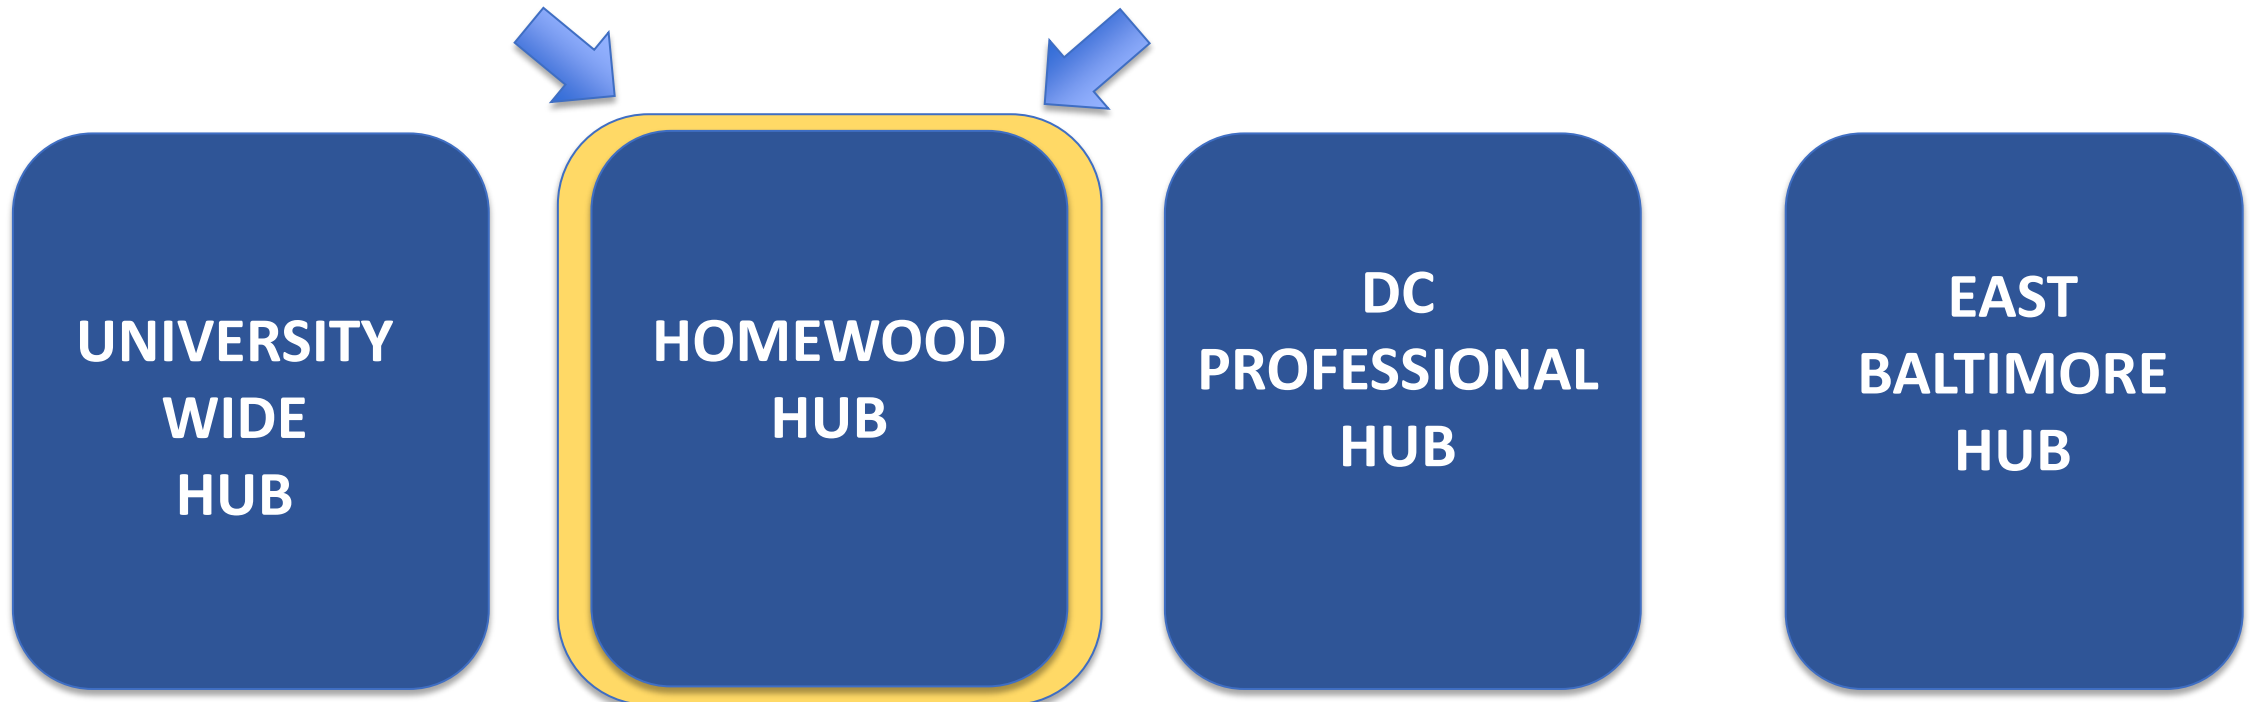 UNIVERSITY
WIDE
HUB
HOMEWOOD
HUB
DC
PROFESSIONAL
HUB
EAST
BALTIMORE
HUB